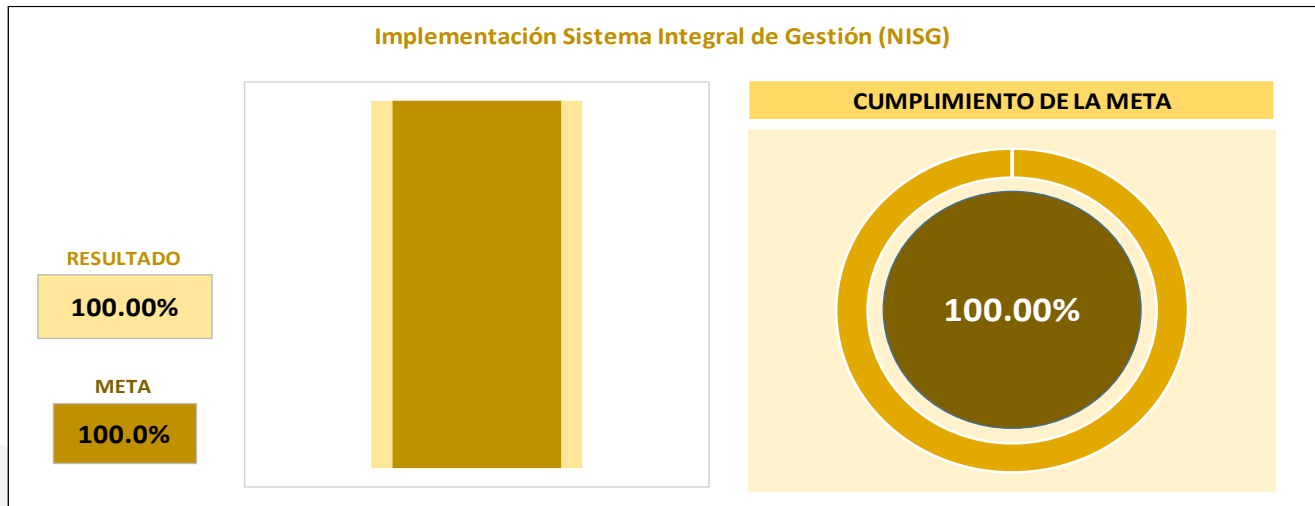 Implementación Sistema Integral de Gestión (NISG)
RESULTADO
100.00%
META
100.0%
CUMPLIMIENTO DE LA META
100.00%